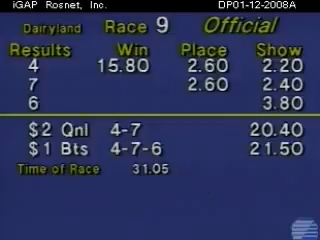 iGAP Rosnet, Inc. DP01-12-2008A
Dairyland Race 9 Official
Results Win Place Show
4 15.80 2.60 2.20
7 2.60 2.40
6 3.80
$2 Qnl 4-7 20.40
$1 Bts 4-7-6 21.50
Time of Race 31.05